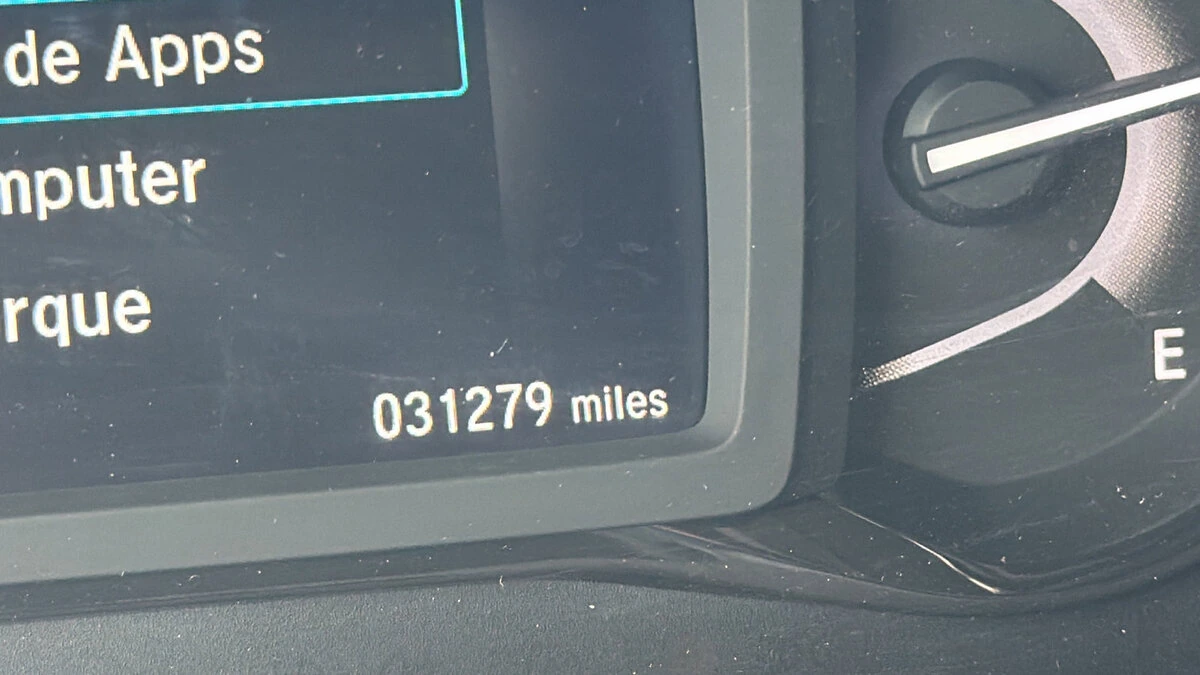 de Apps
mputer
rque
031279 miles
E